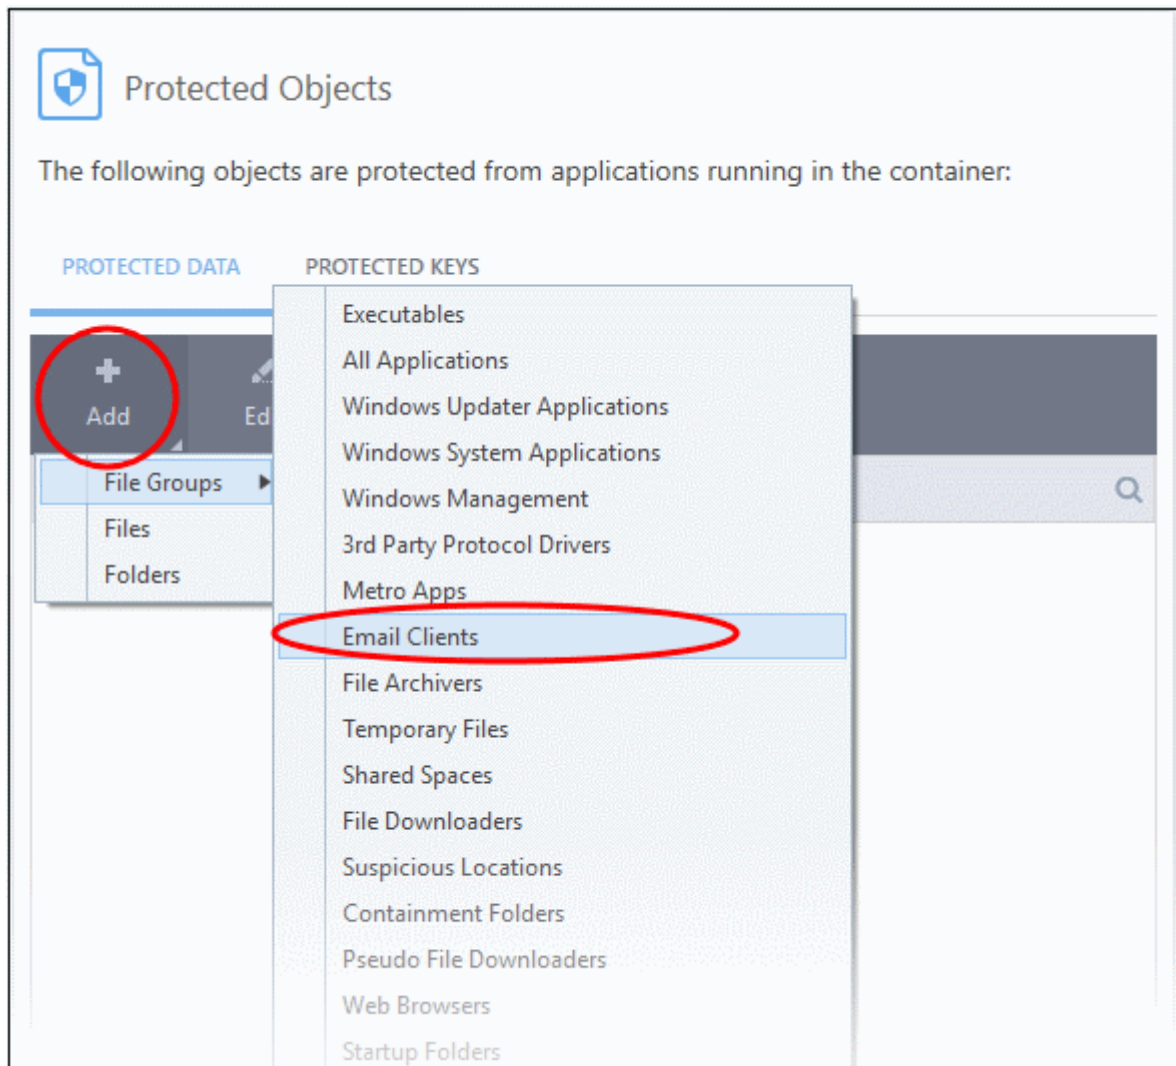 Protected Objects
The following objects are protected from applications running in the container:
PROTECTED DATA
PROTECTED KEYS
Add
Ed
File Groups
Files
Folders
Executables
All Applications
Windows Updater Applications
Windows System Applications
Windows Management
3rd Party Protocol Drivers
Metro Apps
Email Clients
File Archivers
Temporary Files
Shared Spaces
File Downloaders
Suspicious Locations
Containment Folders
Pseudo File Downloaders
Web Browsers
Startup Folders